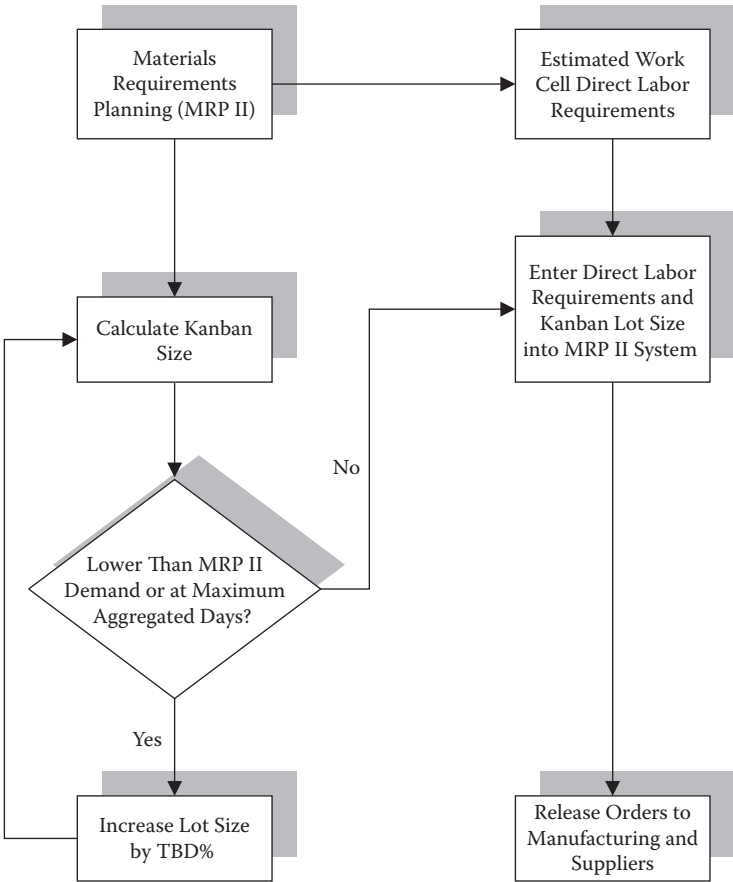 Materials
Requirements
Planning (MRP II)
Estimated Work
Cell Direct Labor
Requirements
Enter Direct Labor
Requirements and
Kanban Lot Size
into MRP II System
Calculate Kanban
Size
No
Lower Than MRP II
Demand or at Maximum
Aggregated Days?
Yes
Increase Lot Size
by TBD%
Release Orders to
Manufacturing and
Suppliers